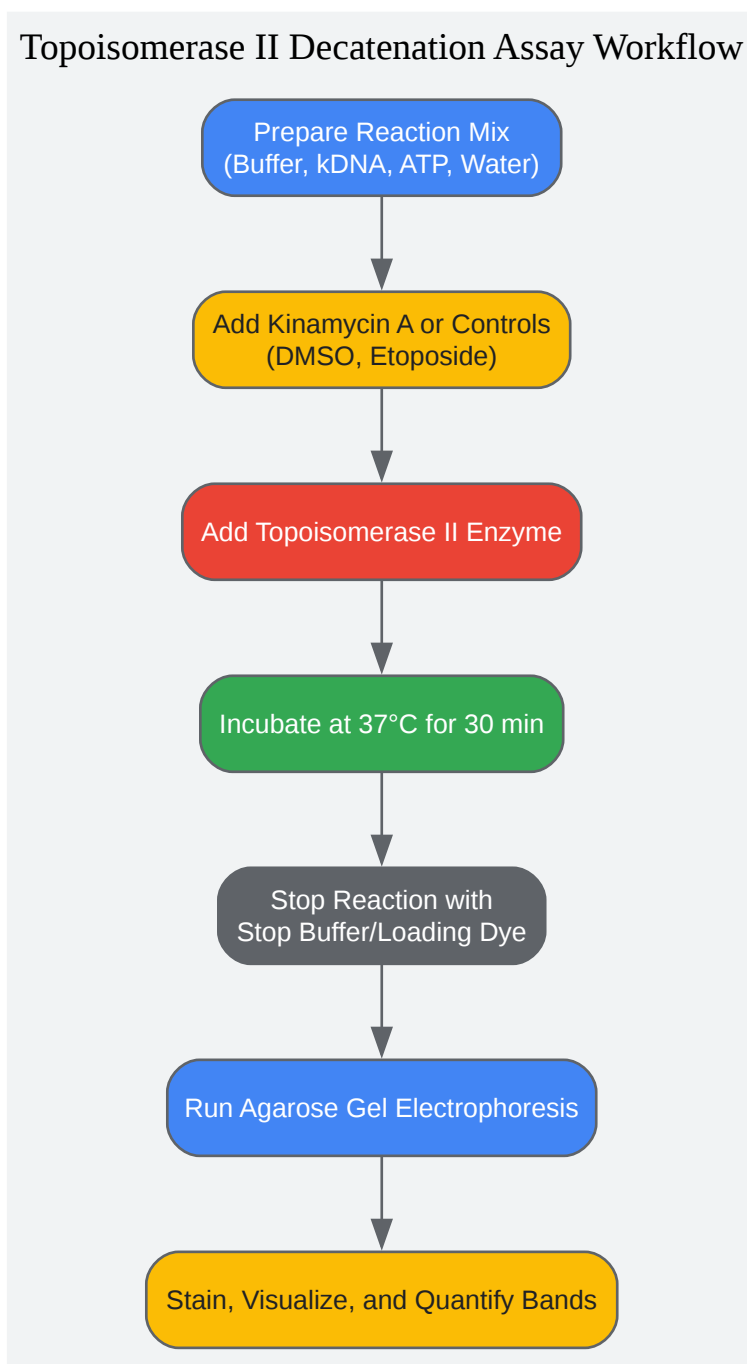 Topoisomerase II Decatenation Assay Workflow
Prepare Reaction Mix
(Buffer, kDNA, ATP, Water)
Add Kinamycin A or Controls
(DMSO, Etoposide)
Add Topoisomerase II Enzyme
Incubate at 37°C for 30 min
Stop Reaction with
Stop Buffer/Loading Dye
Run Agarose Gel Electrophoresis
Stain, Visualize, and Quantify Bands